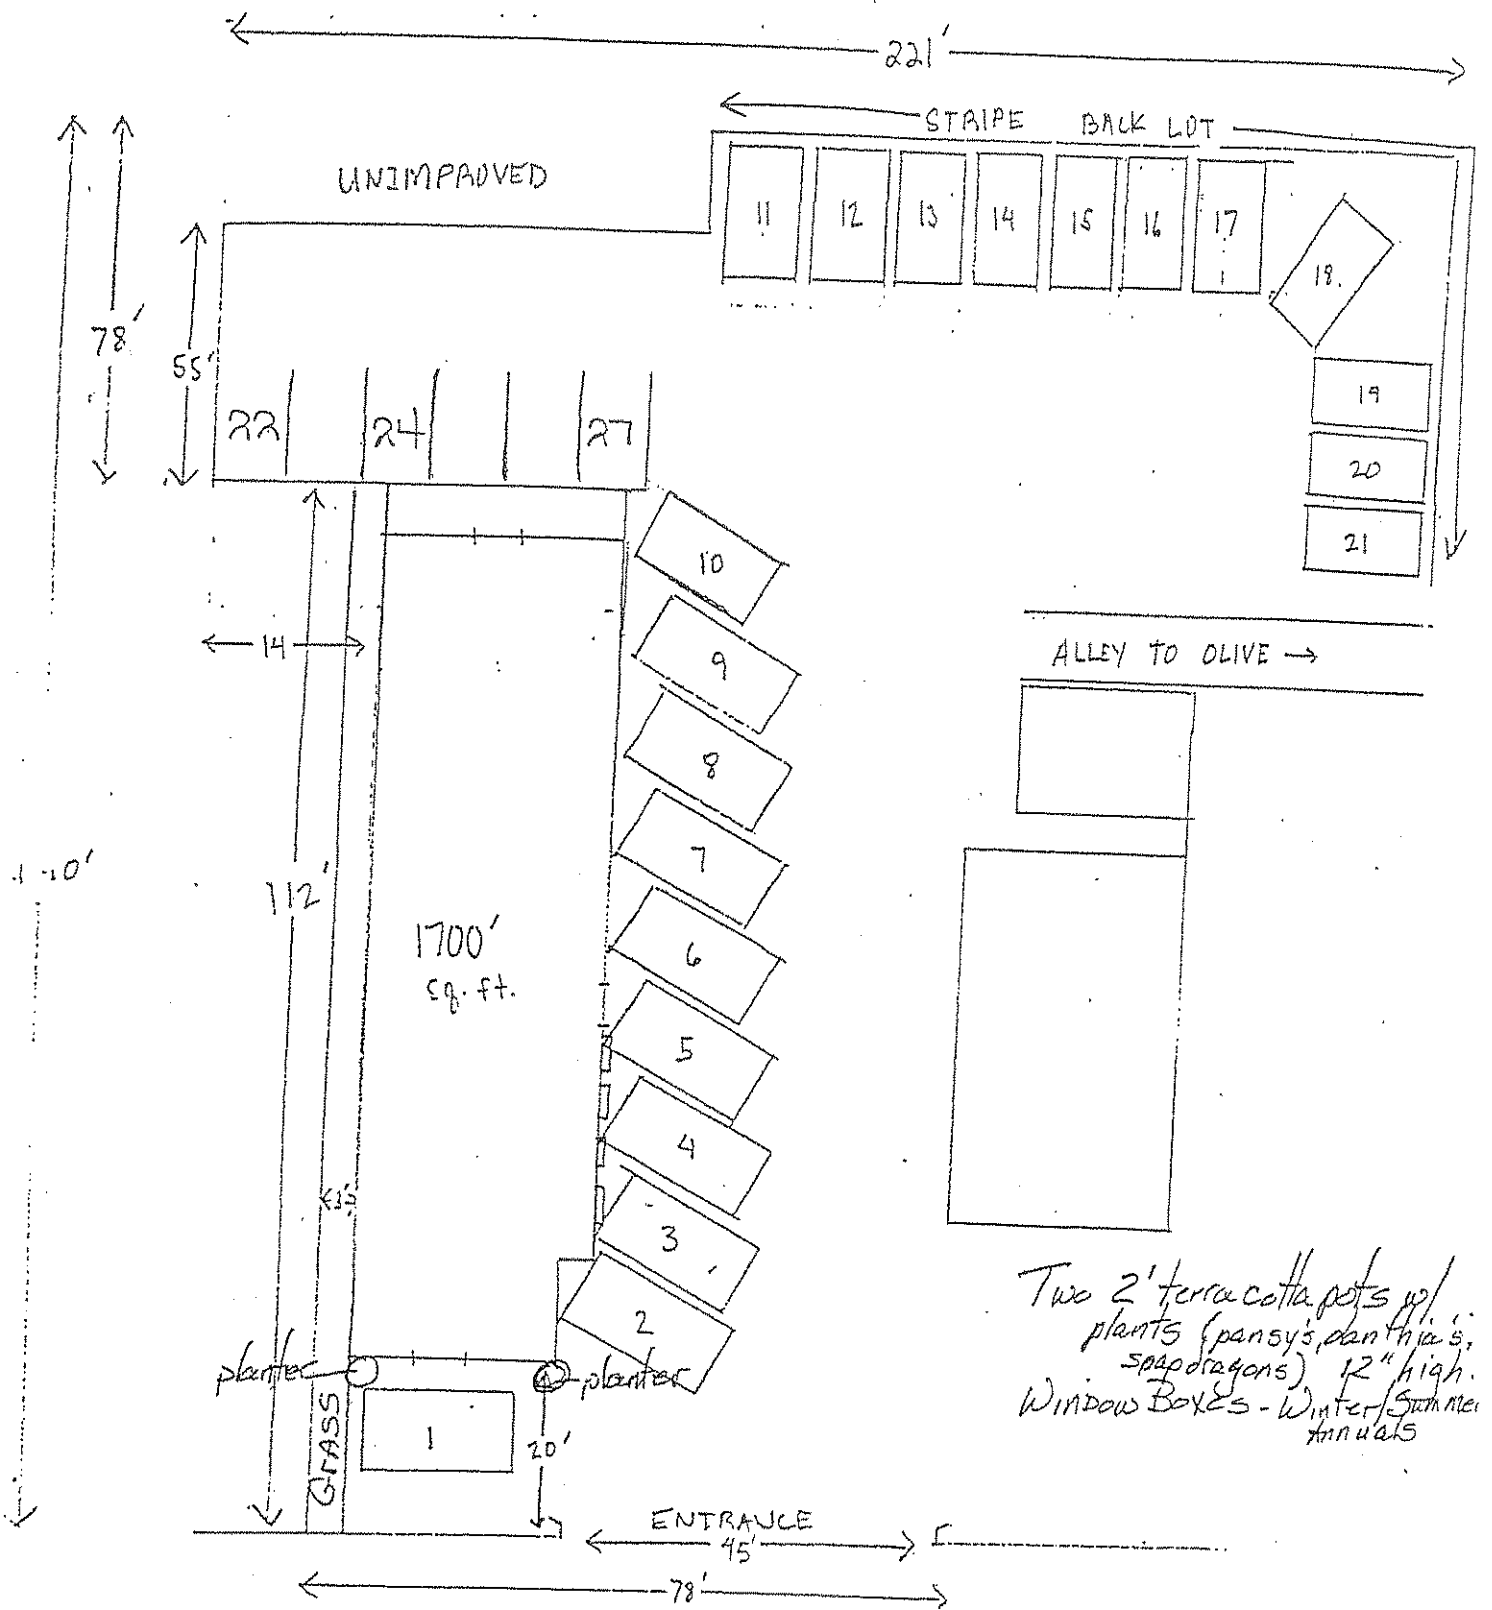 221'
STRIPE BACK LOT
UNIMPROVED
11 12 13 14 15 16 17
18.
78'
55'
19
22 24 27
20
21
10
14
ALLEY TO OLIVE →
9
8
7
112'
1700'
sq. ft.
6
5
4
3
2
Two 2' terra cotta pots w/
plants (pansy's,
snapdragons) 12" high.
WINDOW BOXES - Winter/Summer
Annuals
planter
planter
1
20'
GrASS
ENTRANCE
45'
78'